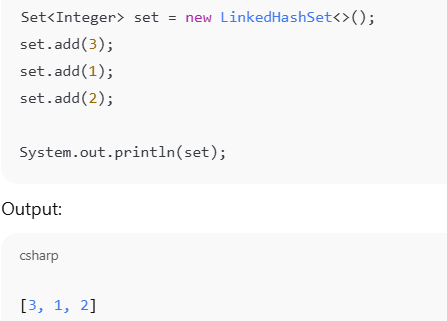 Set<Integer> set = new LinkedHashSet<>();
set.add(3);
set.add(1);
set.add(2);
System.out.println(set);
Output:
csharp
[3, 1, 2]